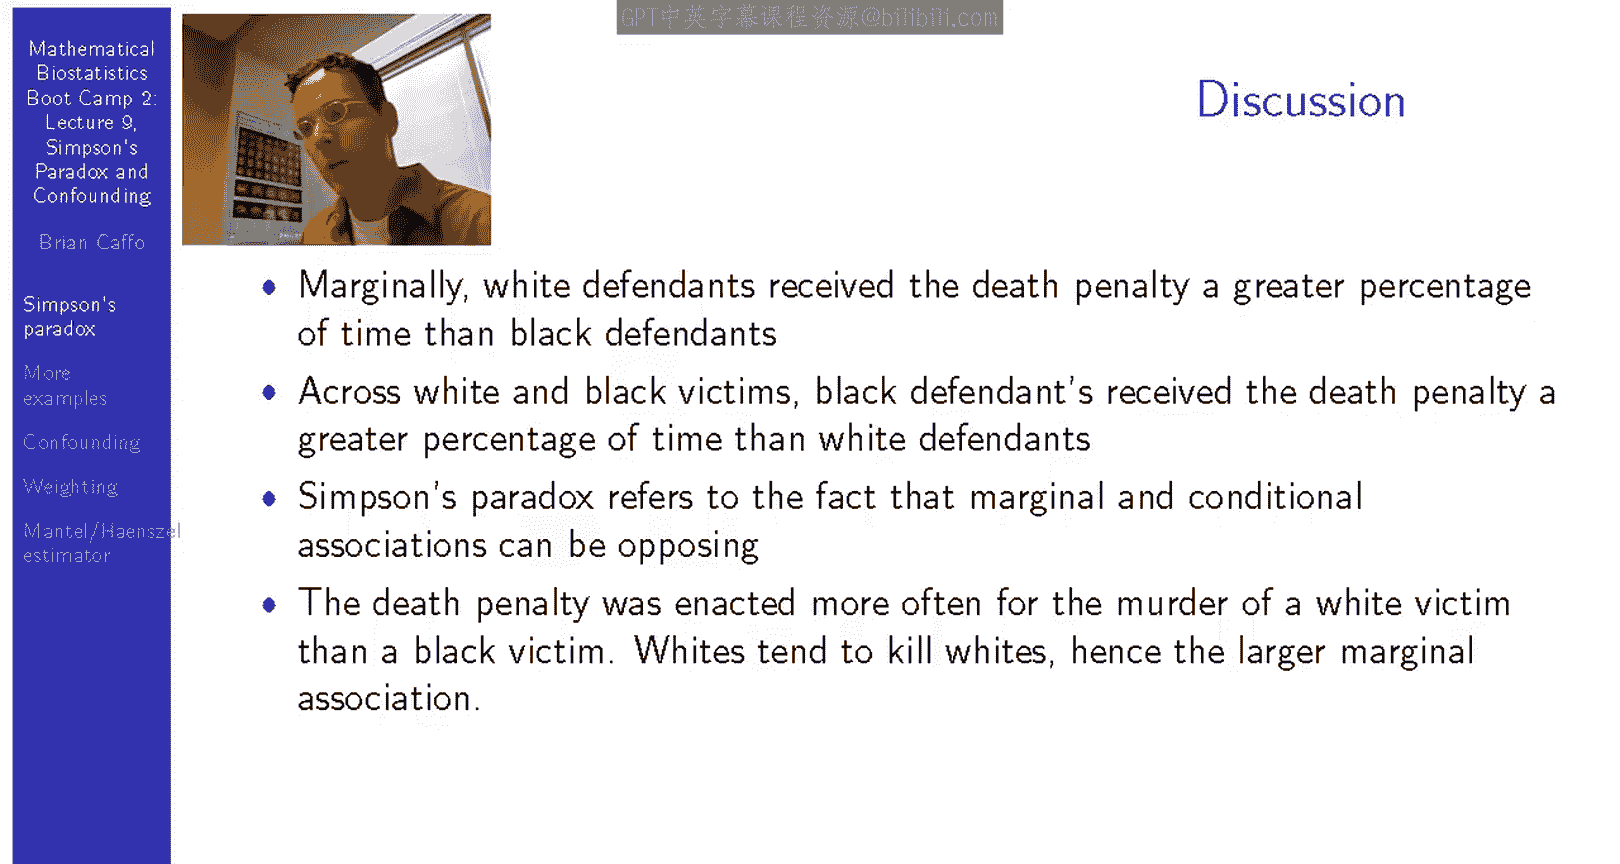 GPT中英字幕课程资源@bilibili.com
Mathematical
Biostatistics
Boot Camp 2:
Lecture 9,
Simpson's
Paradox and
Confounding
Brian Caffo
Simpson's
paradox
More
examples
Confounding
Weighting
Mantel/Haenszel
estimator
Discussion
• Marginally, white defendants received the death penalty a greater percentage
of time than black defendants
• Across white and black victims, black defendant's received the death penalty a
greater percentage of time than white defendants
• Simpson's paradox refers to the fact that marginal and conditional
associations can be opposing
• The death penalty was enacted more often for the murder of a white victim
than a black victim. Whites tend to kill whites, hence the larger marginal
association.